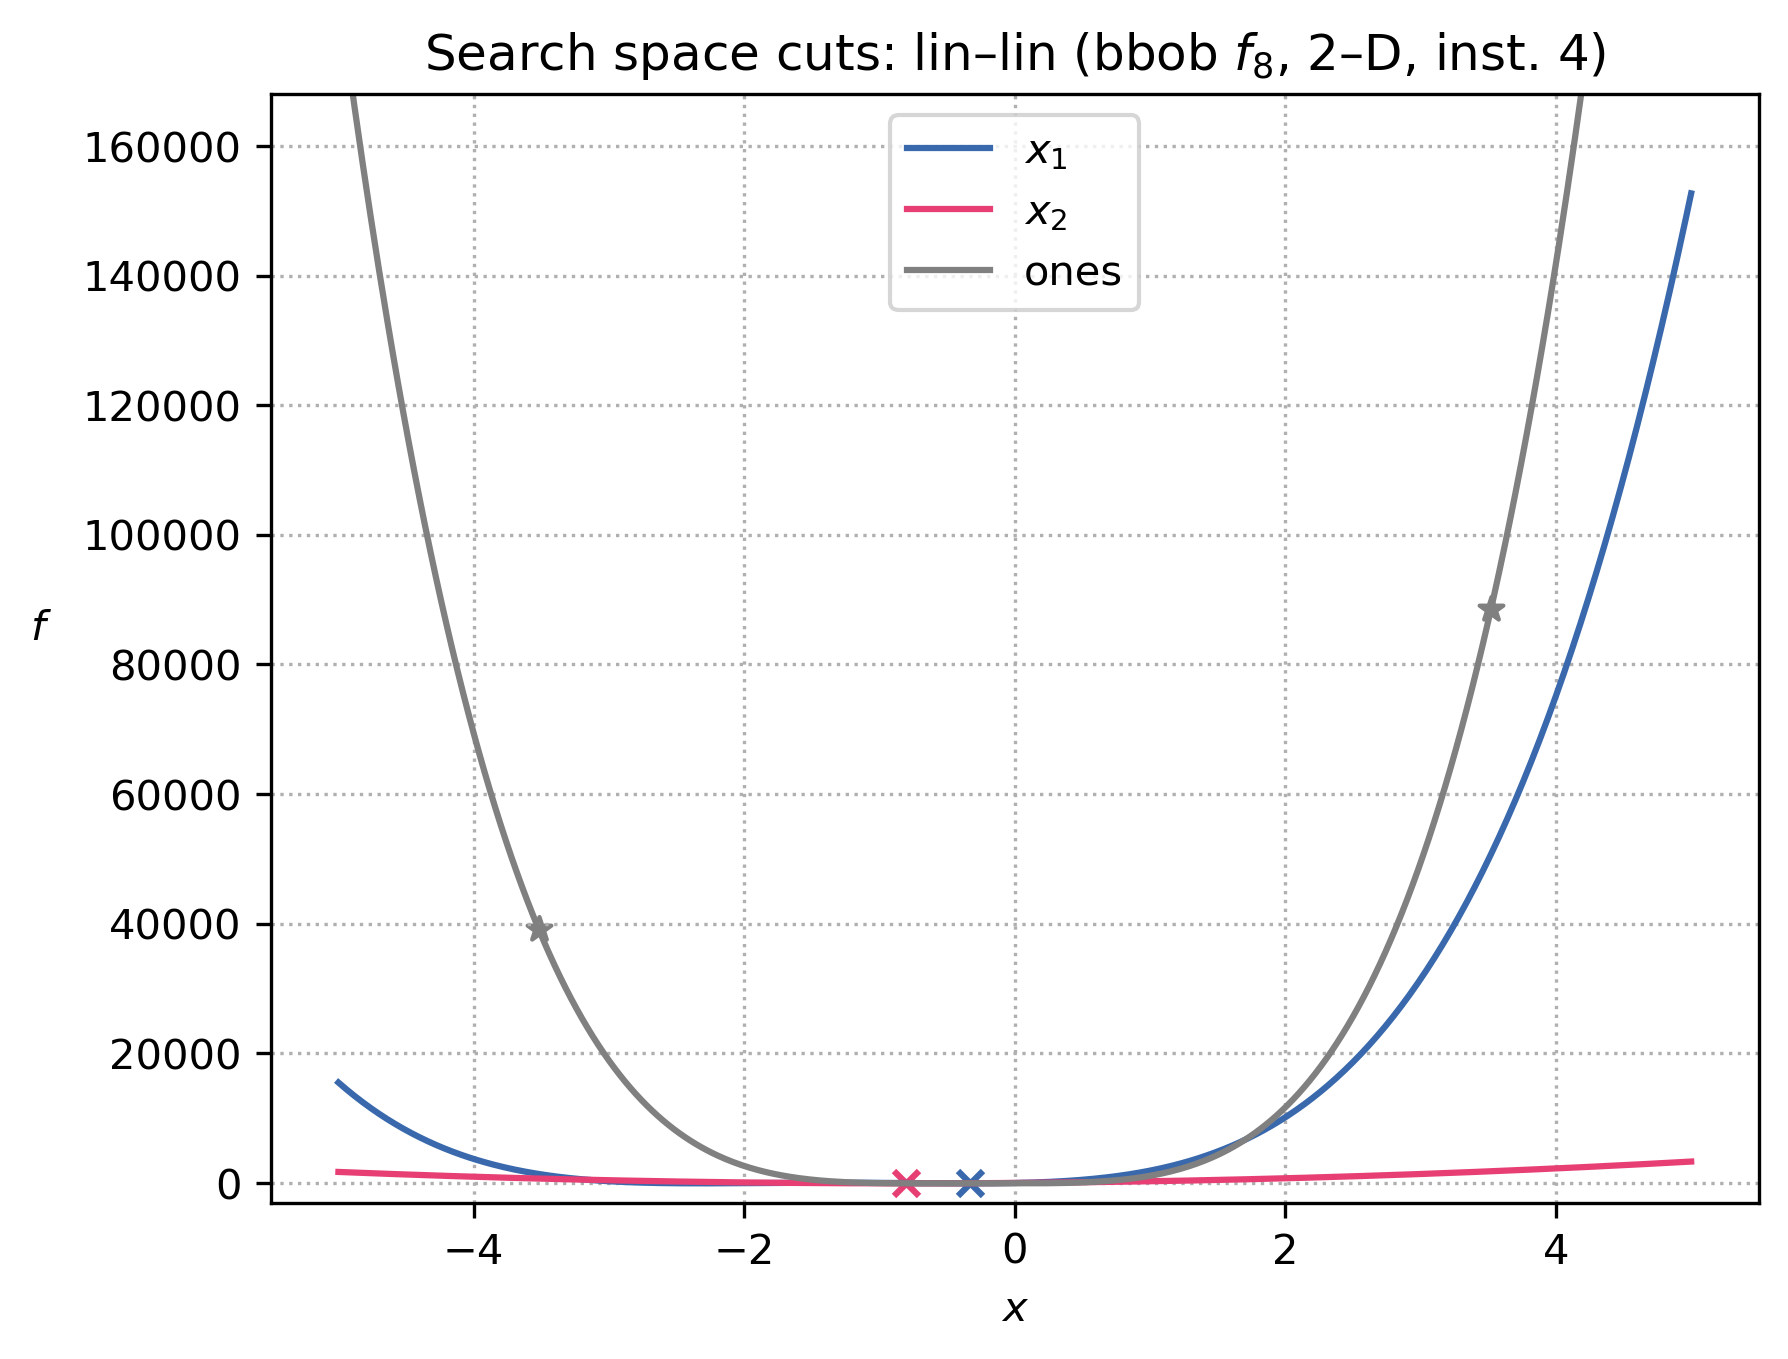 Search space cuts: lin–lin (bbob f₈, 2–D, inst. 4)
x₁
x₂
ones
160000
140000
120000
100000
80000
60000
40000
20000
0
f
−4 −2 0 2 4
x